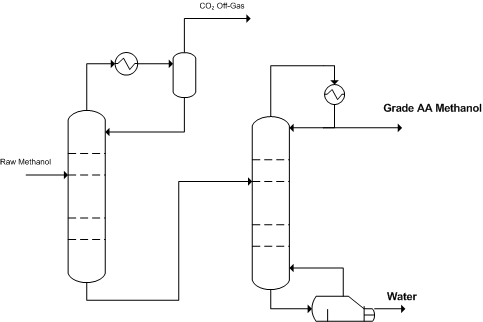 CO₂ Off-Gas
Grade AA Methanol
Raw Methanol
Water